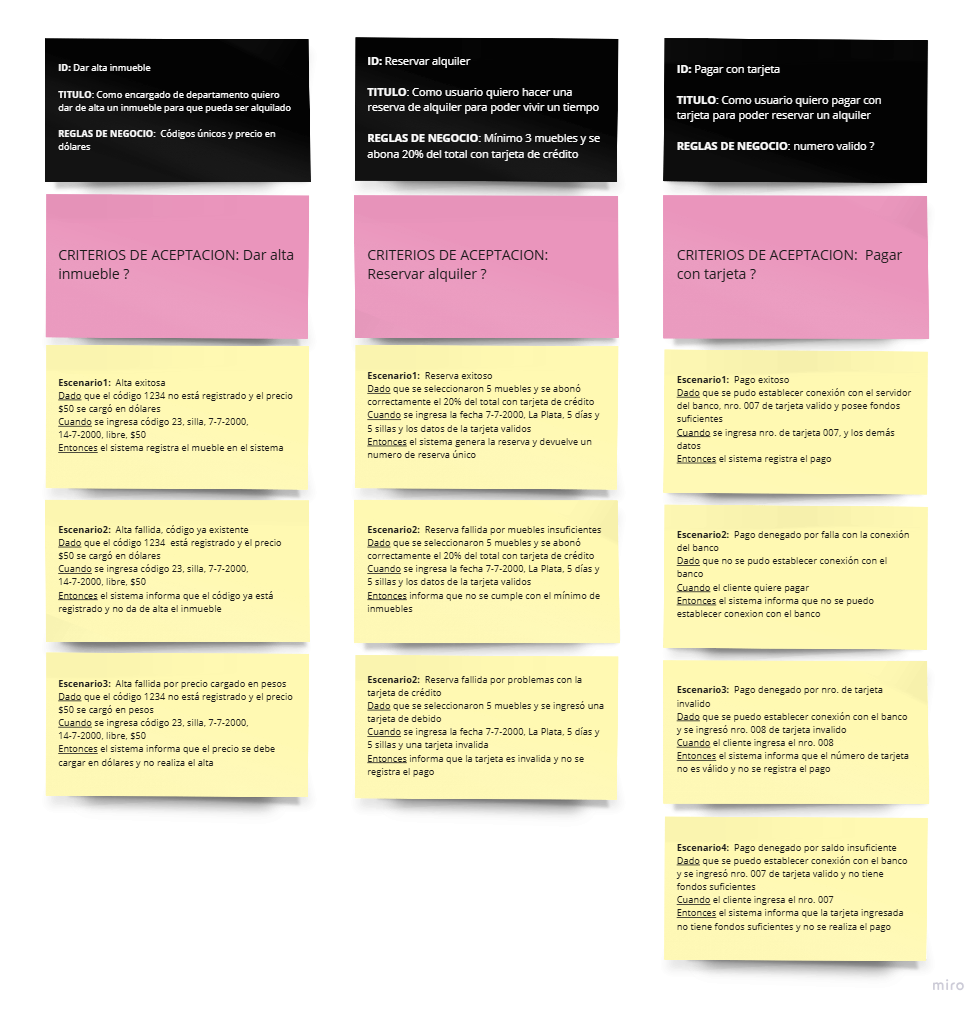 ID: Dar alta inmueble
TITULO: Como encargado de departamento quiero
dar de alta un inmueble para que pueda ser alquilado
REGLAS DE NEGOCIO:  Códigos únicos y precio en
dólares
CRITERIOS DE ACEPTACION: Dar alta
inmueble ?
Escenario1:  Alta exitosa
Dado que el código 1234 no está registrado y el precio
$50 se cargó en dólares
Cuando se ingresa código 23, silla, 7-7-2000,
14-7-2000, libre, $50
Entonces el sistema registra el mueble en el sistema
Escenario2:  Alta fallida, código ya existente
Dado que el código 1234  está registrado y el precio
$50 se cargó en dólares
Cuando se ingresa código 23, silla, 7-7-2000,
14-7-2000, libre, $50
Entonces el sistema informa que el código ya está
registrado y no da de alta el inmueble
Escenario3:  Alta fallida por precio cargado en pesos
Dado que el código 1234 no está registrado y el precio
$50 se cargó en pesos
Cuando se ingresa código 23, silla, 7-7-2000,
14-7-2000, libre, $50
Entonces el sistema informa que el precio se debe
cargar en dólares y no realiza el alta
ID: Reservar alquiler
TITULO: Como usuario quiero hacer una
reserva de alquiler para poder vivir un tiempo
REGLAS DE NEGOCIO: Mínimo 3 muebles y se
abona 20% del total con tarjeta de crédito
CRITERIOS DE ACEPTACION:
Reservar alquiler ?
Escenario1:  Reserva exitoso
Dado que se seleccionaron 5 muebles y se abonó
correctamente el 20% del total con tarjeta de crédito
Cuando se ingresa la fecha 7-7-2000, La Plata, 5 días y
5 sillas y los datos de la tarjeta validos
Entonces el sistema genera la reserva y devuelve un
numero de reserva único
Escenario2:  Reserva fallida por muebles insuficientes
Dado que se seleccionaron 5 muebles y se abonó
correctamente el 20% del total con tarjeta de crédito
Cuando se ingresa la fecha 7-7-2000, La Plata, 5 días y
5 sillas y los datos de la tarjeta validos
Entonces informa que no se cumple con el mínimo de
inmuebles
Escenario2:  Reserva fallida por problemas con la
tarjeta de crédito
Dado que se seleccionaron 5 muebles y se ingresó una
tarjeta de debido
Cuando se ingresa la fecha 7-7-2000, La Plata, 5 días y
5 sillas y una tarjeta invalida
Entonces informa que la tarjeta es invalida y no se
registra el pago
ID: Pagar con tarjeta
TITULO: Como usuario quiero pagar con
tarjeta para poder reservar un alquiler
REGLAS DE NEGOCIO: numero valido ?
CRITERIOS DE ACEPTACION:  Pagar
con tarjeta ?
Escenario1:  Pago exitoso
Dado que se pudo establecer conexión con el servidor
del banco, nro. 007 de tarjeta valido y posee fondos
suficientes
Cuando se ingresa nro. de tarjeta 007, y los demás
datos
Entonces el sistema registra el pago
Escenario2:  Pago denegado por falla con la conexión
del banco
Dado que no se pudo establecer conexión con el
banco
Cuando el cliente quiere pagar
Entonces el sistema informa que no se puedo
establecer conexion con el banco
Escenario3:  Pago denegado por nro. de tarjeta
invalido
Dado que se puedo establecer conexión con el banco
y se ingresó nro. 008 de tarjeta invalido
Cuando el cliente ingresa el nro. 008
Entonces el sistema informa que el número de tarjeta
no es válido y no se registra el pago
Escenario4:  Pago denegado por saldo insuficiente
Dado que se puedo establecer conexión con el banco
y se ingresó nro. 007 de tarjeta valido y no tiene
fondos suficientes
Cuando el cliente ingresa el nro. 007
Entonces el sistema informa que la tarjeta ingresada
no tiene fondos suficientes y no se realiza el pago
miro